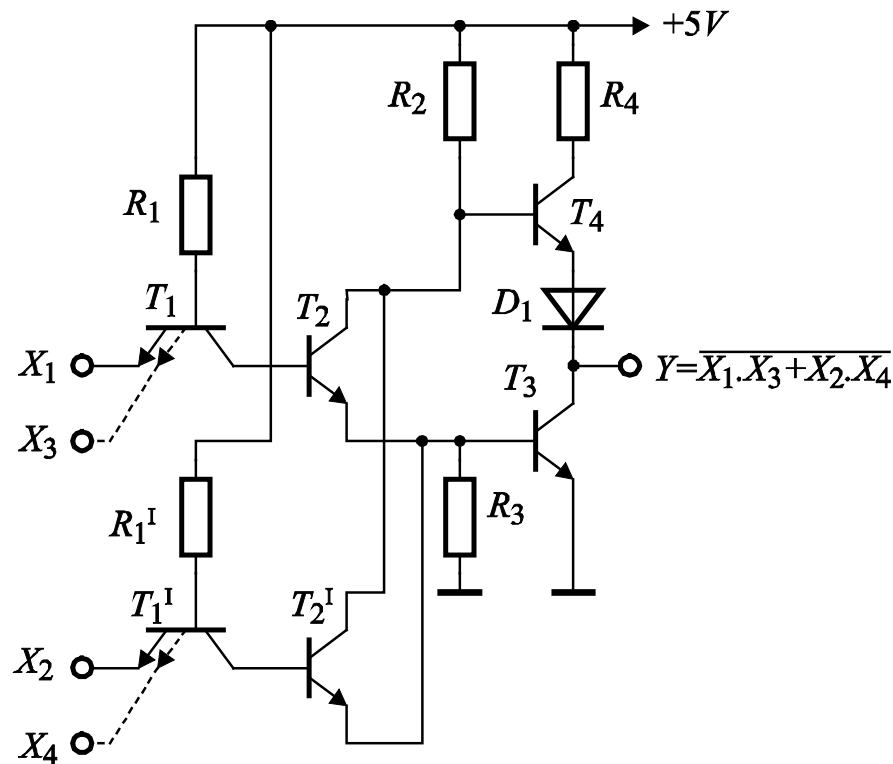 +5V
R2
R4
R1
T4
T1
T2
D1
X1
Y=\overline{X1.X3+X2.X4}
T3
X3
R3
R1I
T1I
T2I
X2
X4